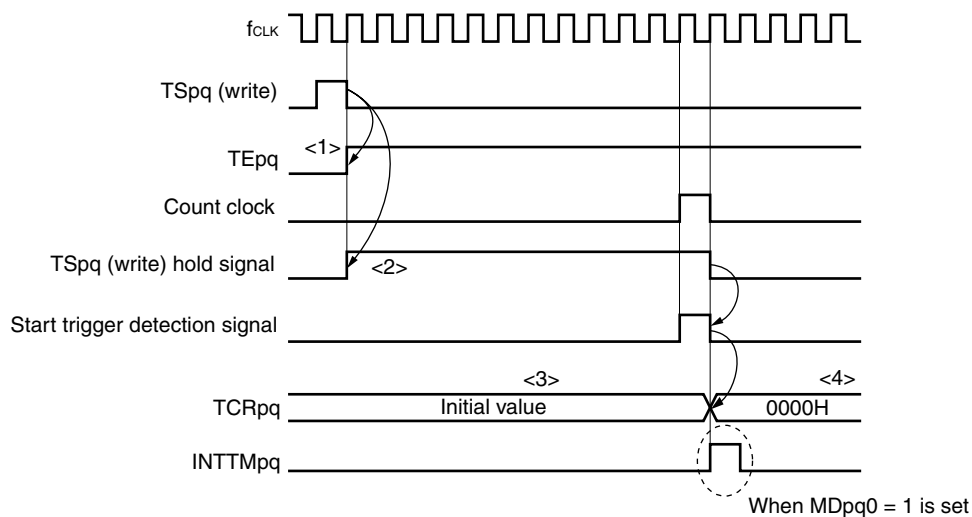 fCLK
TSpq (write)
<1>
TEpq
Count clock
TSpq (write) hold signal
<2>
Start trigger detection signal
<3>
<4>
TCRpq
Initial value
0000H
INTTMpq
When MDpq0 = 1 is set